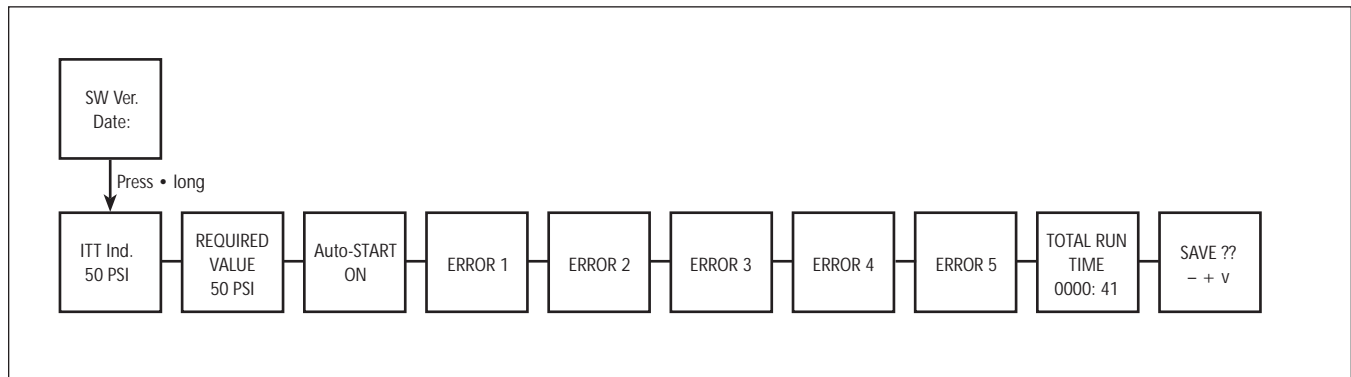 SW Ver.
Date:
Press • long
ITT Ind.
50 PSI
REQUIRED
VALUE
50 PSI
Auto-START
ON
ERROR 1
ERROR 2
ERROR 3
ERROR 4
ERROR 5
TOTAL RUN
TIME
0000: 41
SAVE ??
– + v